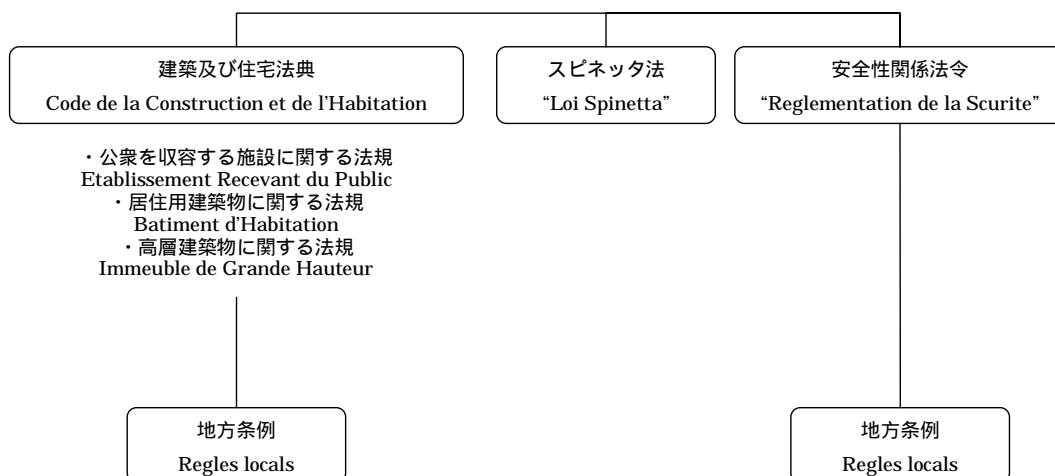 建築及び住宅法典
Code de la Construction et de l’Habitation
スピネッタ法
“Loi Spinetta”
安全性関係法令
“Reglementation de la Scurite”
・公衆を収容する施設に関する法規
Etablissement Recevant du Public
・居住用建築物に関する法規
Batiment d’Habitation
・高層建築物に関する法規
Immeuble de Grande Hauteur
地方条例
Regles locals
地方条例
Regles locals